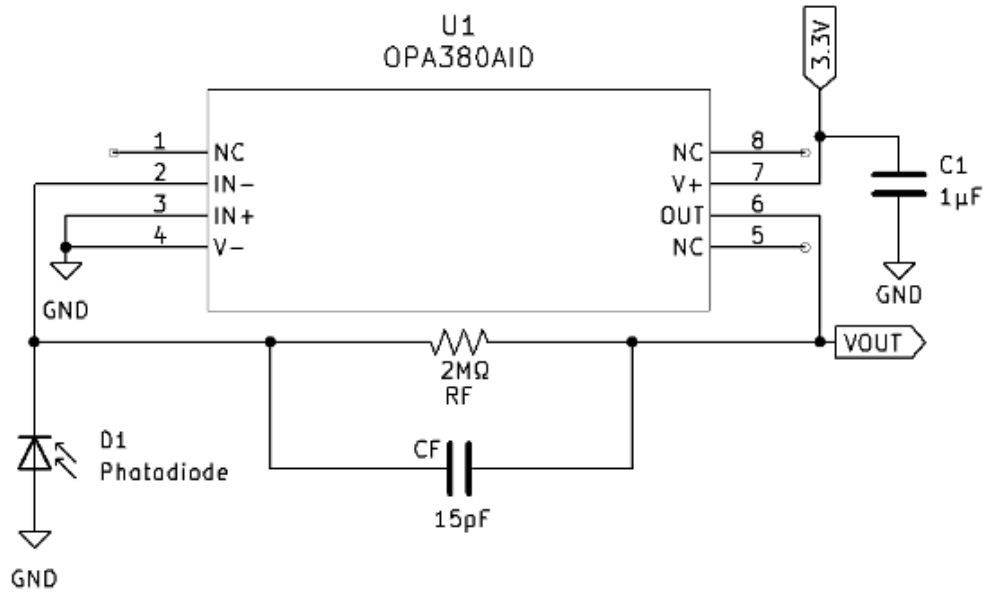 U1
OPA380AID
3.3V
1
NC
2
IN-
3
IN+
4
V-
GND
8
NC
7
V+
6
OUT
5
NC
C1
1µF
GND
VOUT
2MΩ
RF
CF
15pF
D1
Photodiode
GND